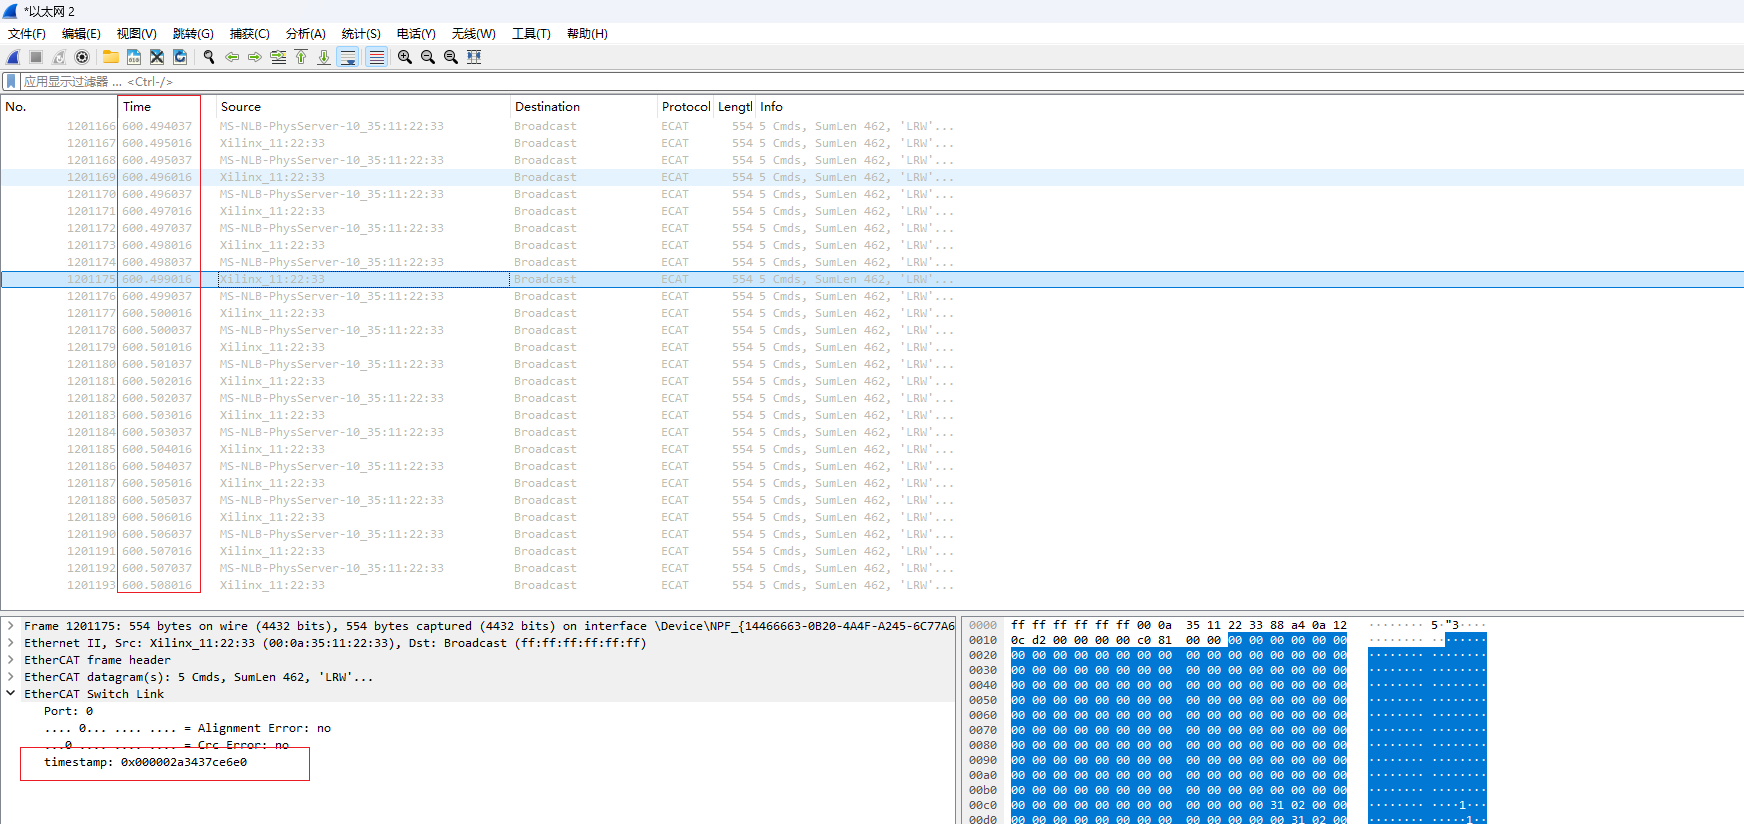 *以太网 2
文件(F) 编辑(E) 视图(V) 跳转(G) 捕获(C) 分析(A) 统计(S) 电话(Y) 无线(W) 工具(T) 帮助(H)
应用显示过滤器 … <Ctrl-/>
No. Time Source Destination Protocol Lengtl Info
1201166 600.494037 MS-NLB-PhysServer-10_35:11:22:33 Broadcast ECAT 554 5 Cmds, SumLen 462, 'LRW'...
1201167 600.495016 Xilinx_11:22:33 Broadcast ECAT 554 5 Cmds, SumLen 462, 'LRW'...
1201168 600.495037 MS-NLB-PhysServer-10_35:11:22:33 Broadcast ECAT 554 5 Cmds, SumLen 462, 'LRW'...
1201169 600.496016 Xilinx_11:22:33 Broadcast ECAT 554 5 Cmds, SumLen 462, 'LRW'...
1201170 600.496037 MS-NLB-PhysServer-10_35:11:22:33 Broadcast ECAT 554 5 Cmds, SumLen 462, 'LRW'...
1201171 600.497016 Xilinx_11:22:33 Broadcast ECAT 554 5 Cmds, SumLen 462, 'LRW'...
1201172 600.497037 MS-NLB-PhysServer-10_35:11:22:33 Broadcast ECAT 554 5 Cmds, SumLen 462, 'LRW'...
1201173 600.498016 Xilinx_11:22:33 Broadcast ECAT 554 5 Cmds, SumLen 462, 'LRW'...
1201174 600.498037 MS-NLB-PhysServer-10_35:11:22:33 Broadcast ECAT 554 5 Cmds, SumLen 462, 'LRW'...
1201175 600.499016 Xilinx_11:22:33 Broadcast ECAT 554 5 Cmds, SumLen 462, 'LRW'...
1201176 600.499037 MS-NLB-PhysServer-10_35:11:22:33 Broadcast ECAT 554 5 Cmds, SumLen 462, 'LRW'...
1201177 600.500016 Xilinx_11:22:33 Broadcast ECAT 554 5 Cmds, SumLen 462, 'LRW'...
1201178 600.500037 MS-NLB-PhysServer-10_35:11:22:33 Broadcast ECAT 554 5 Cmds, SumLen 462, 'LRW'...
1201179 600.501016 Xilinx_11:22:33 Broadcast ECAT 554 5 Cmds, SumLen 462, 'LRW'...
1201180 600.501037 MS-NLB-PhysServer-10_35:11:22:33 Broadcast ECAT 554 5 Cmds, SumLen 462, 'LRW'...
1201181 600.502016 Xilinx_11:22:33 Broadcast ECAT 554 5 Cmds, SumLen 462, 'LRW'...
1201182 600.502037 MS-NLB-PhysServer-10_35:11:22:33 Broadcast ECAT 554 5 Cmds, SumLen 462, 'LRW'...
1201183 600.503016 Xilinx_11:22:33 Broadcast ECAT 554 5 Cmds, SumLen 462, 'LRW'...
1201184 600.503037 MS-NLB-PhysServer-10_35:11:22:33 Broadcast ECAT 554 5 Cmds, SumLen 462, 'LRW'...
1201185 600.504016 Xilinx_11:22:33 Broadcast ECAT 554 5 Cmds, SumLen 462, 'LRW'...
1201186 600.504037 MS-NLB-PhysServer-10_35:11:22:33 Broadcast ECAT 554 5 Cmds, SumLen 462, 'LRW'...
1201187 600.505016 Xilinx_11:22:33 Broadcast ECAT 554 5 Cmds, SumLen 462, 'LRW'...
1201188 600.505037 MS-NLB-PhysServer-10_35:11:22:33 Broadcast ECAT 554 5 Cmds, SumLen 462, 'LRW'...
1201189 600.506016 Xilinx_11:22:33 Broadcast ECAT 554 5 Cmds, SumLen 462, 'LRW'...
1201190 600.506037 MS-NLB-PhysServer-10_35:11:22:33 Broadcast ECAT 554 5 Cmds, SumLen 462, 'LRW'...
1201191 600.507016 Xilinx_11:22:33 Broadcast ECAT 554 5 Cmds, SumLen 462, 'LRW'...
1201192 600.507037 MS-NLB-PhysServer-10_35:11:22:33 Broadcast ECAT 554 5 Cmds, SumLen 462, 'LRW'...
1201193 600.508016 Xilinx_11:22:33 Broadcast ECAT 554 5 Cmds, SumLen 462, 'LRW'...
Frame 1201175: 554 bytes on wire (4432 bits), 554 bytes captured (4432 bits) on interface \Device\NPF_{14466663-0B20-4A4F-A245-6C77A6
Ethernet II, Src: Xilinx_11:22:33 (00:0a:35:11:22:33), Dst: Broadcast (ff:ff:ff:ff:ff:ff)
EtherCAT frame header
EtherCAT datagram(s): 5 Cmds, SumLen 462, 'LRW'...
EtherCAT Switch Link
Port: 0
.... 0... .... .... = Alignment Error: no
...0 .... .... .... = Crc Error: no
timestamp: 0x000002a3437ce6e0
0000 ff ff ff ff ff ff 00 0a 35 11 22 33 88 a4 0a 12 ········ 5·"3····
0010 0c d2 00 00 00 00 c0 81 00 00 00 00 00 00 00 00 ········ ········
0020 00 00 00 00 00 00 00 00 00 00 00 00 00 00 00 00 ········ ········
0030 00 00 00 00 00 00 00 00 00 00 00 00 00 00 00 00 ········ ········
0040 00 00 00 00 00 00 00 00 00 00 00 00 00 00 00 00 ········ ········
0050 00 00 00 00 00 00 00 00 00 00 00 00 00 00 00 00 ········ ········
0060 00 00 00 00 00 00 00 00 00 00 00 00 00 00 00 00 ········ ········
0070 00 00 00 00 00 00 00 00 00 00 00 00 00 00 00 00 ········ ········
0080 00 00 00 00 00 00 00 00 00 00 00 00 00 00 00 00 ········ ········
0090 00 00 00 00 00 00 00 00 00 00 00 00 00 00 00 00 ········ ········
00a0 00 00 00 00 00 00 00 00 00 00 00 00 00 00 00 00 ········ ········
00b0 00 00 00 00 00 00 00 00 00 00 00 00 00 00 00 00 ········ ········
00c0 00 00 00 00 00 00 00 00 00 00 00 00 31 02 00 00 ········ ····1···
00d0 00 00 00 00 00 00 00 00 00 00 00 00 31 02 00 ········ ·····1··